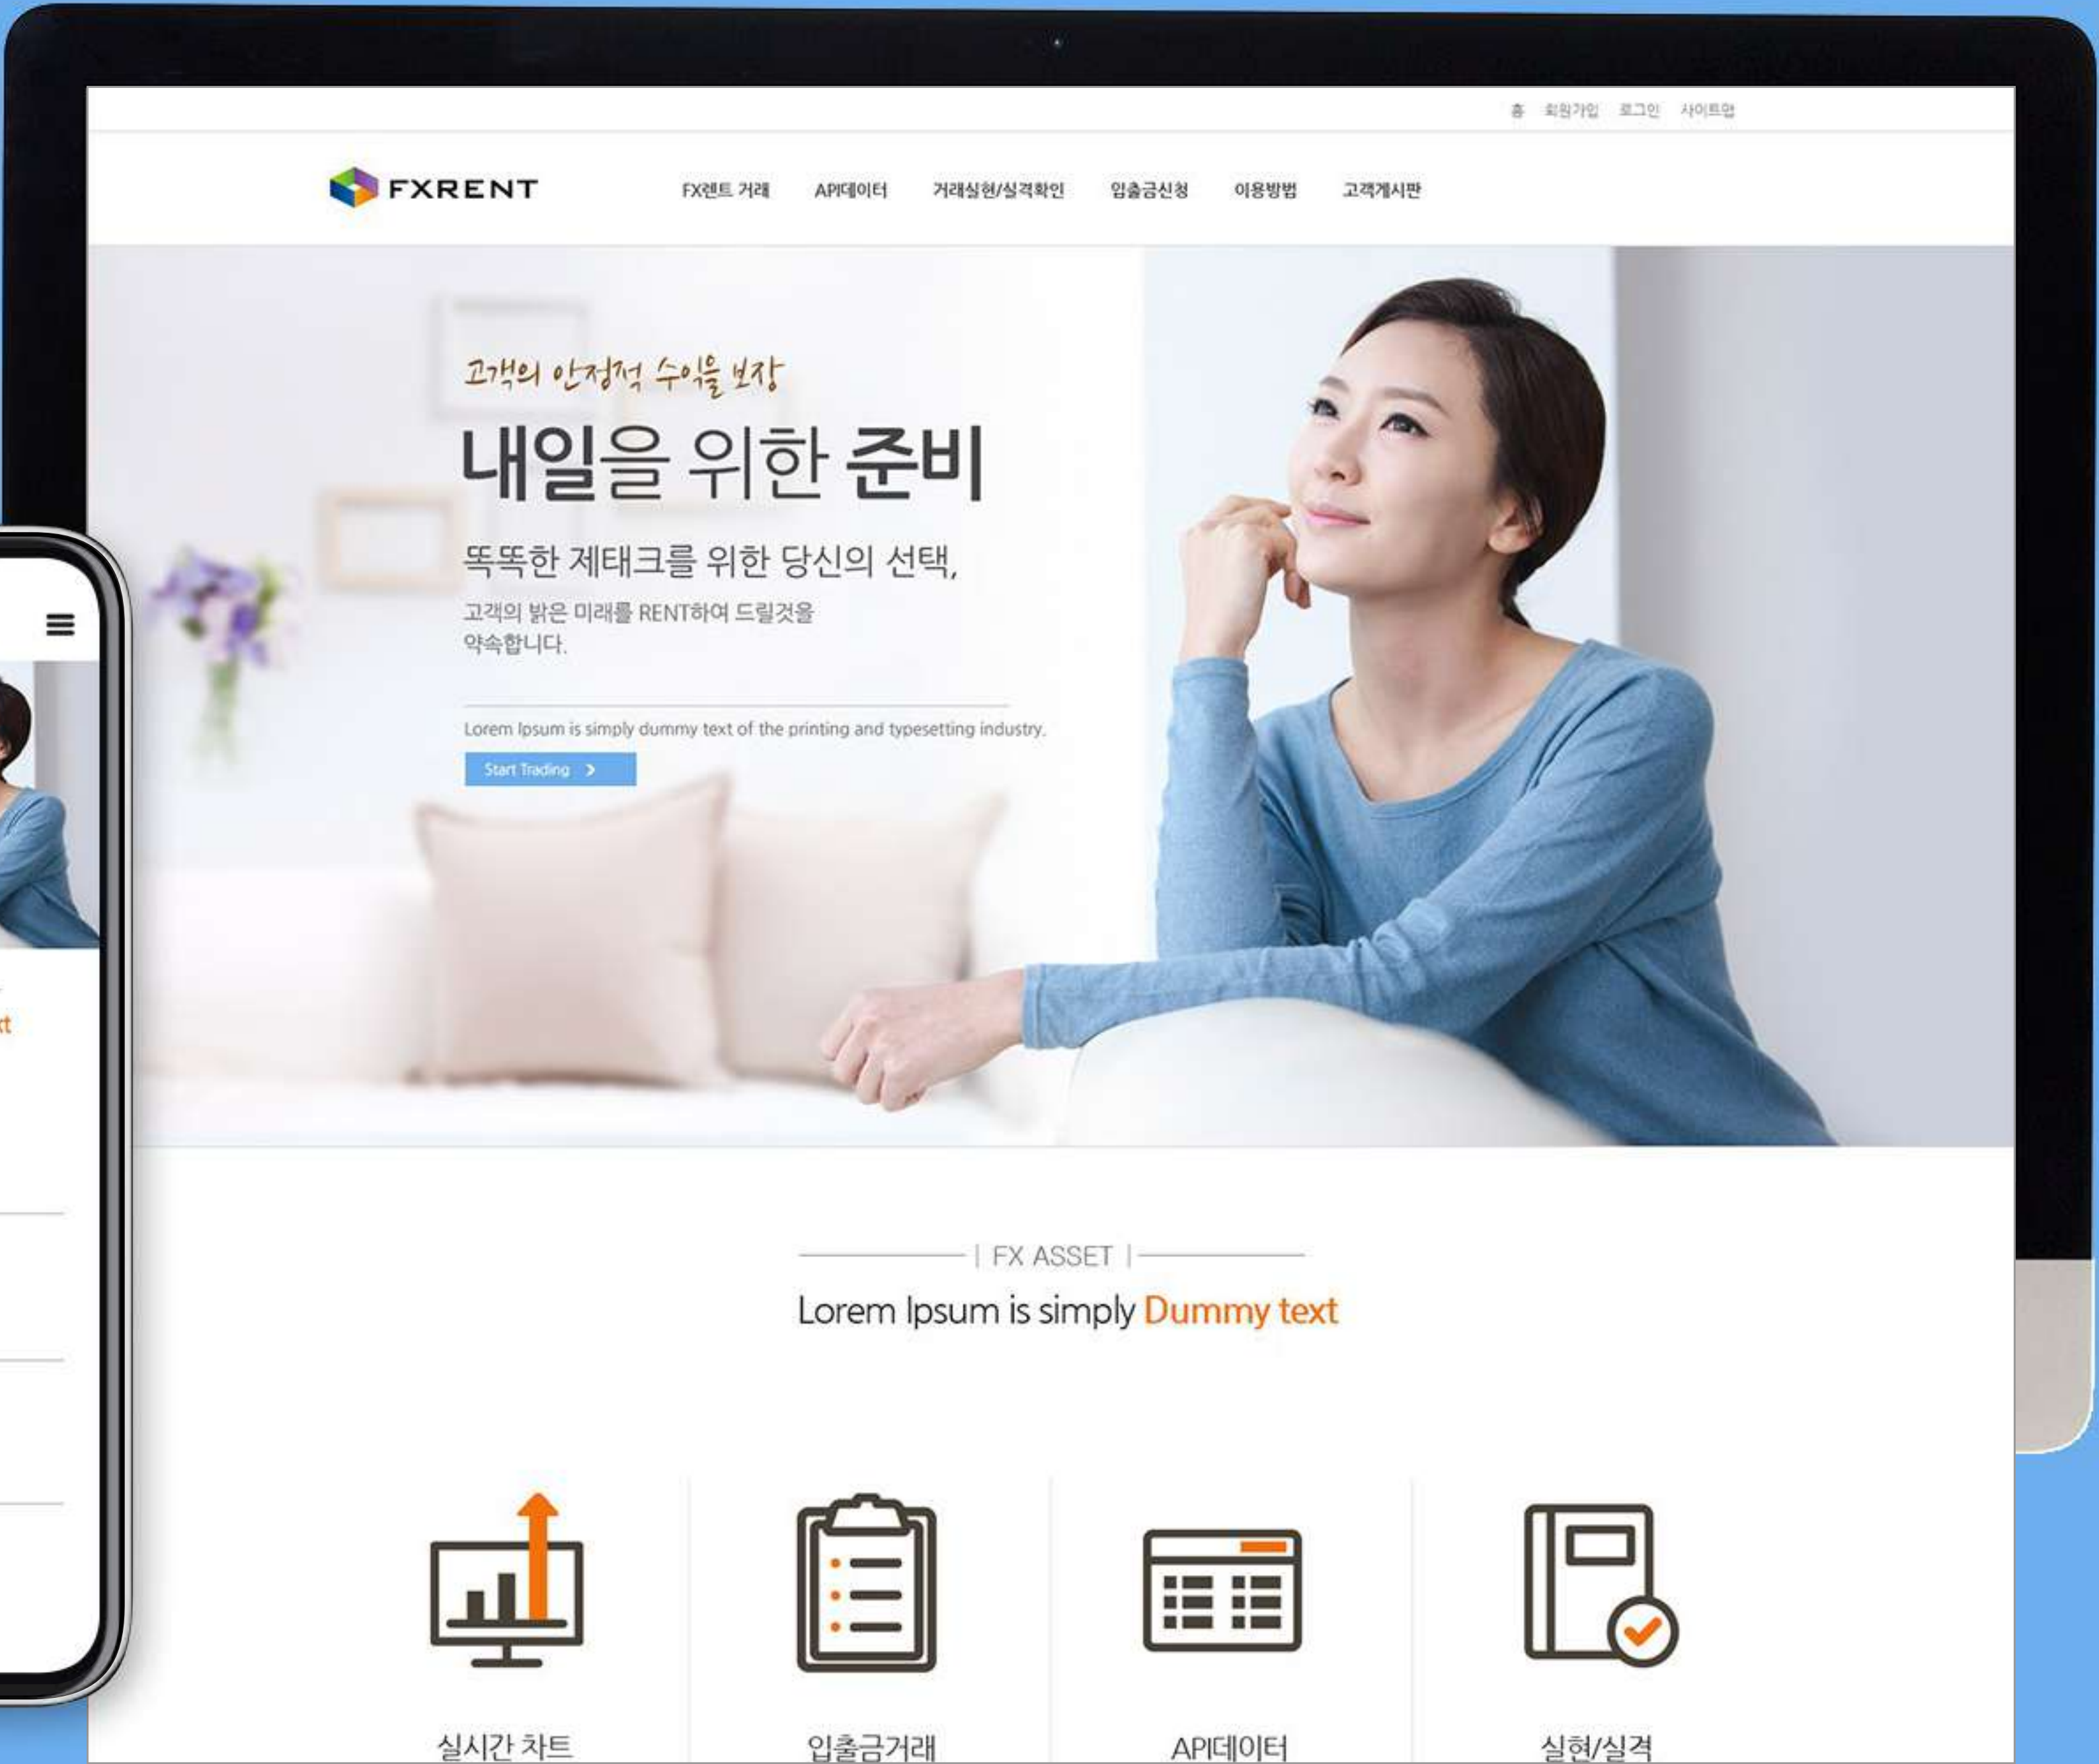 홈 회원가입 로그인 사이트맵
FXRENT
FX렌트 거래 API데이터 거래실현/실격확인 입출금신청 이용방법 고객게시판
고객의 안정적 수익을 보장
내일을 위한 준비
똑똑한 제태크를 위한 당신의 선택,
고객의 밝은 미래를 RENT하여 드릴것을
약속합니다.
Lorem Ipsum is simply dummy text of the printing and typesetting industry.
Start Trading
FX ASSET
Lorem Ipsum is simply Dummy text
실시간 차트 입출금거래 API데이터 실현/실격